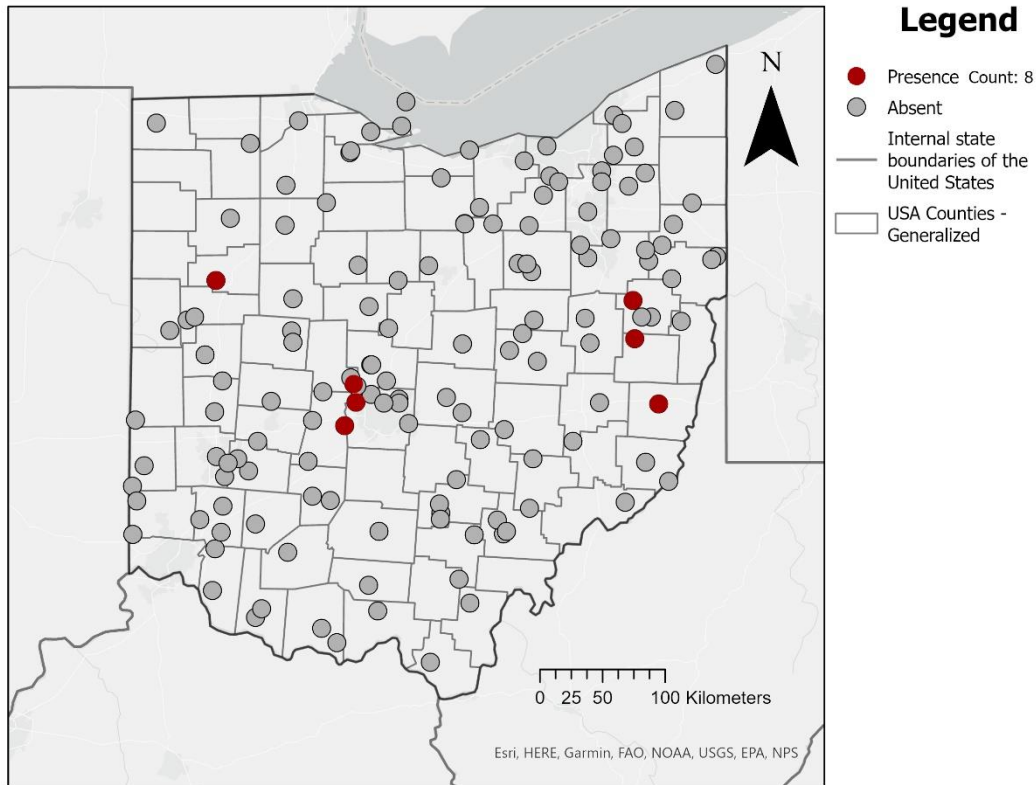 Legend
N
Presence Count: 8
Absent
Internal state
boundaries of the
United States
USA Counties -
Generalized
0 25 50 100 Kilometers
Esri, HERE, Garmin, FAO, NOAA, USGS, EPA, NPS